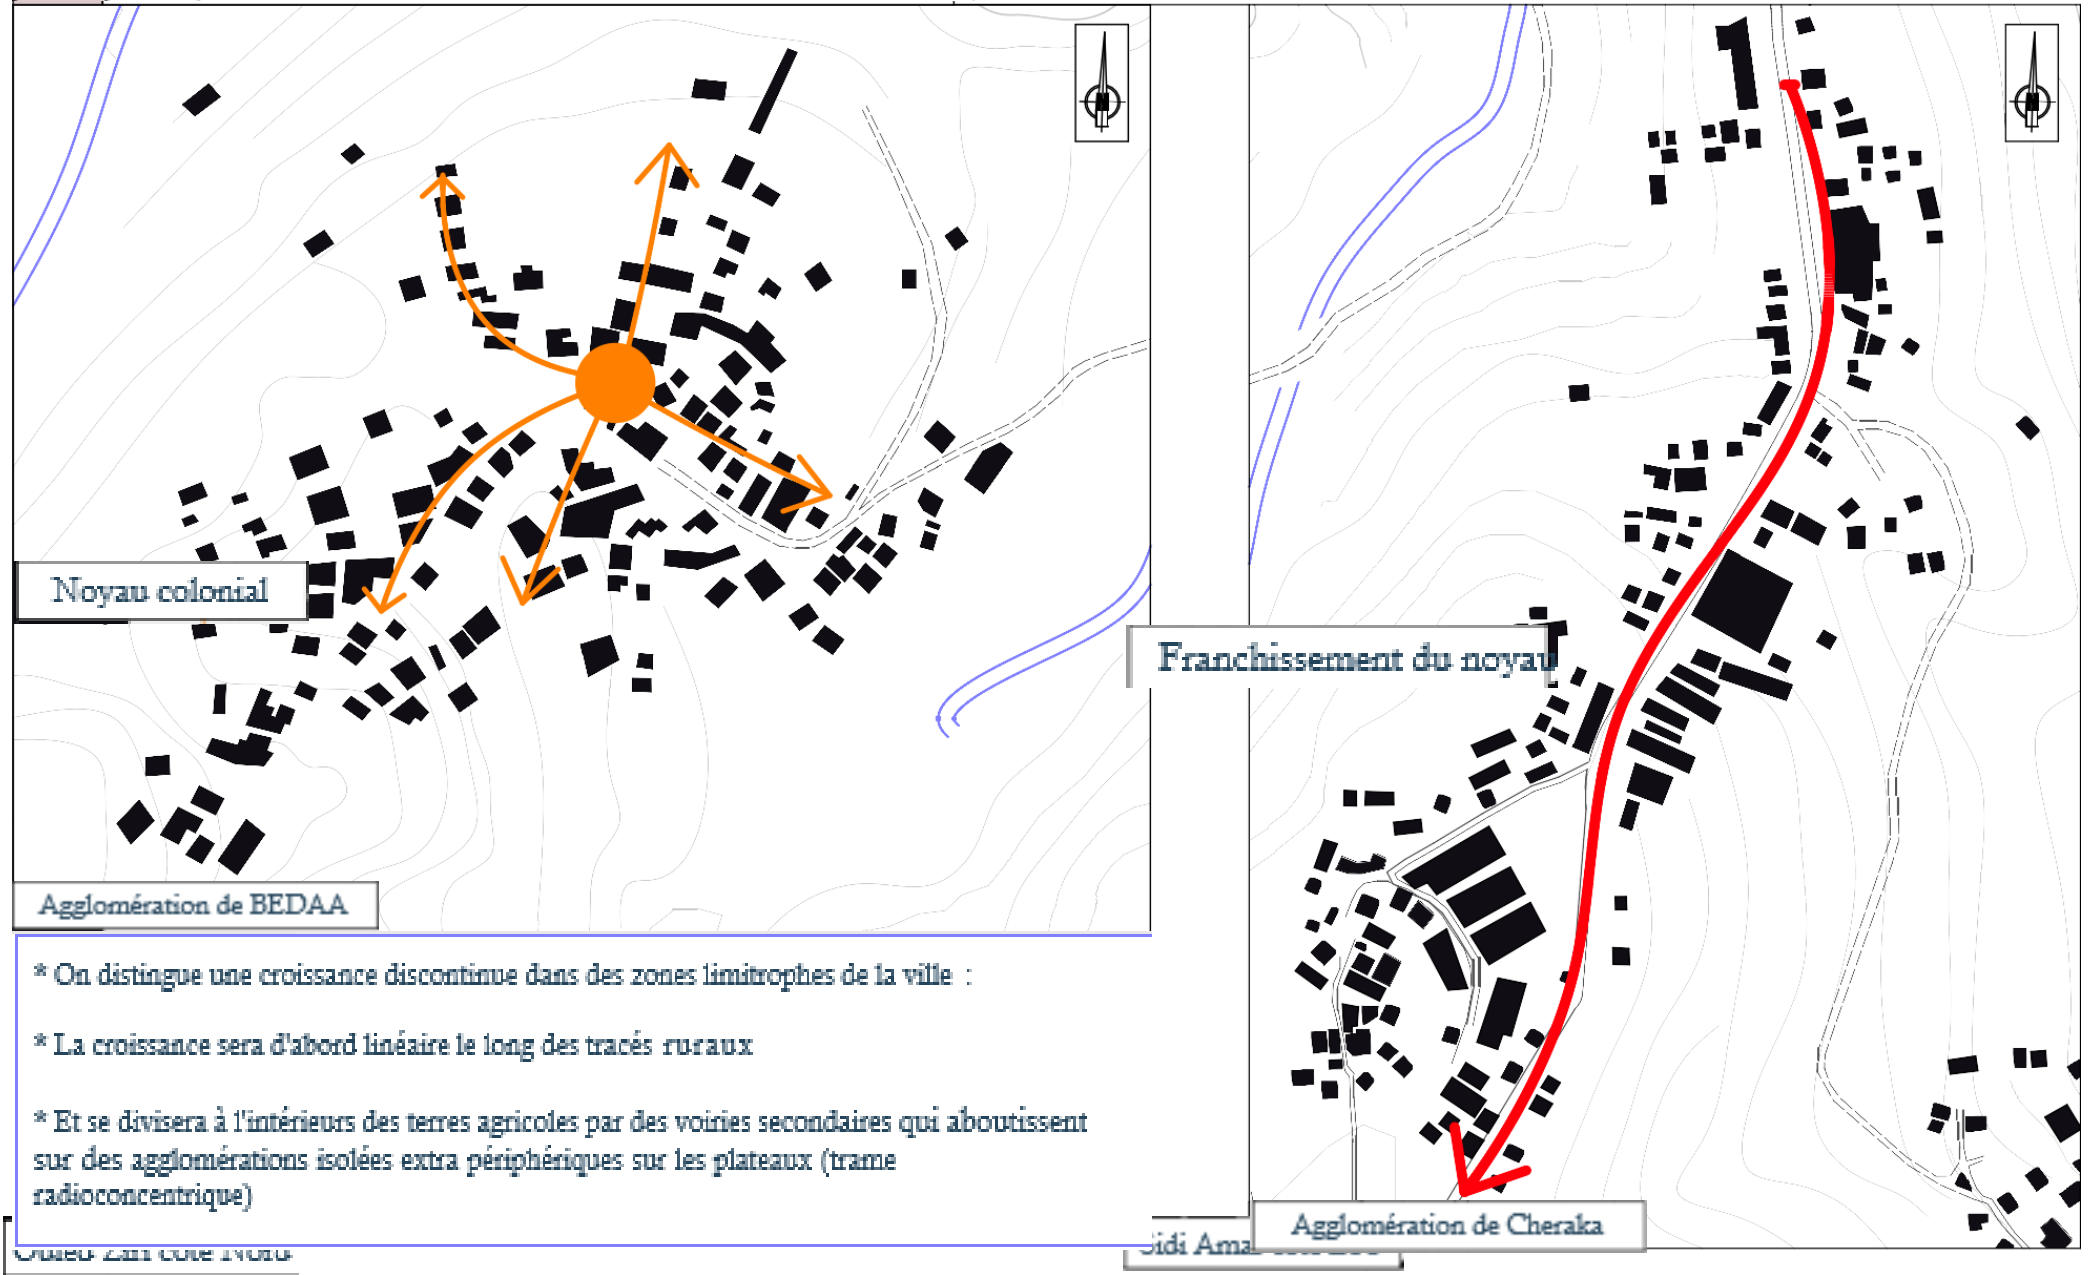 N
N
Noyau colonial
Franchissement du noyau
Agglomération de BEDAA
* On distingue une croissance discontinue dans des zones limitrophes de la ville :
* La croissance sera d'abord linéaire le long des tracés ruraux
* Et se divisera à l'intérieurs des terres agricoles par des voiries secondaires qui aboutissent
sur des agglomérations isolées extra périphériques sur les plateaux (trame
radioconcentrique)
Agglomération de Cheraka